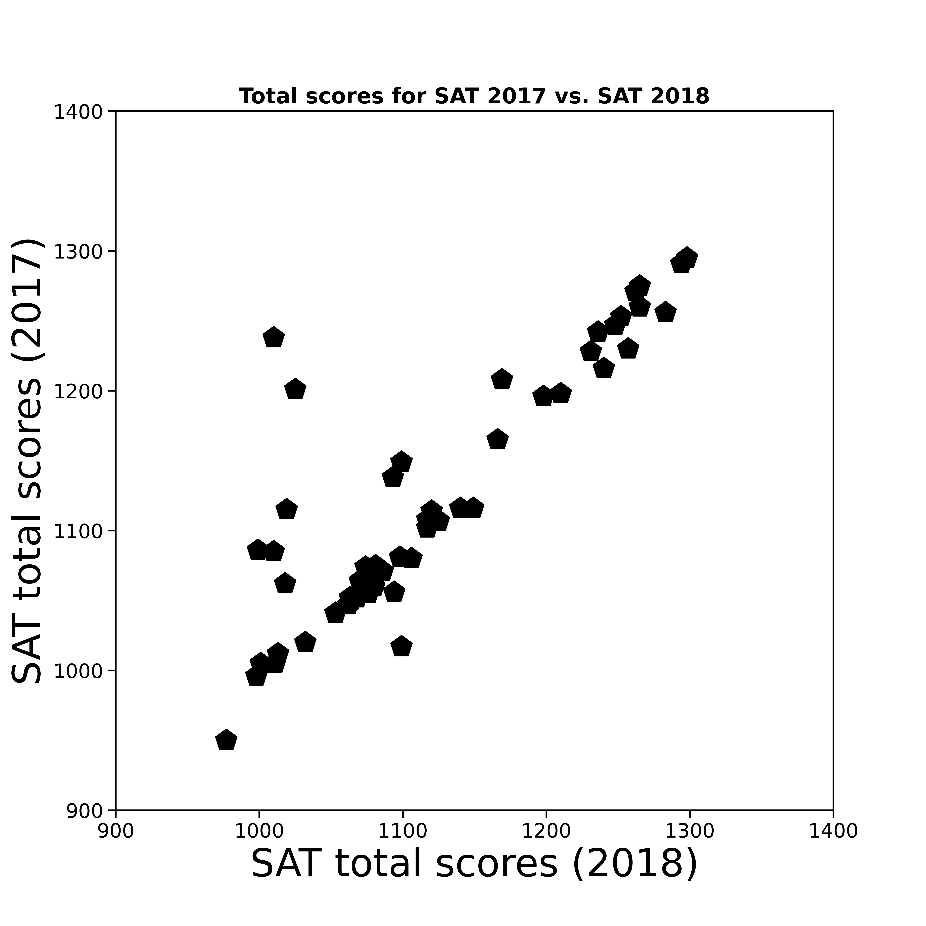 Total scores for SAT 2017 vs. SAT 2018
1400
1300
1200
1100
1000
900
SAT total scores (2017)
900 1000 1100 1200 1300 1400
SAT total scores (2018)